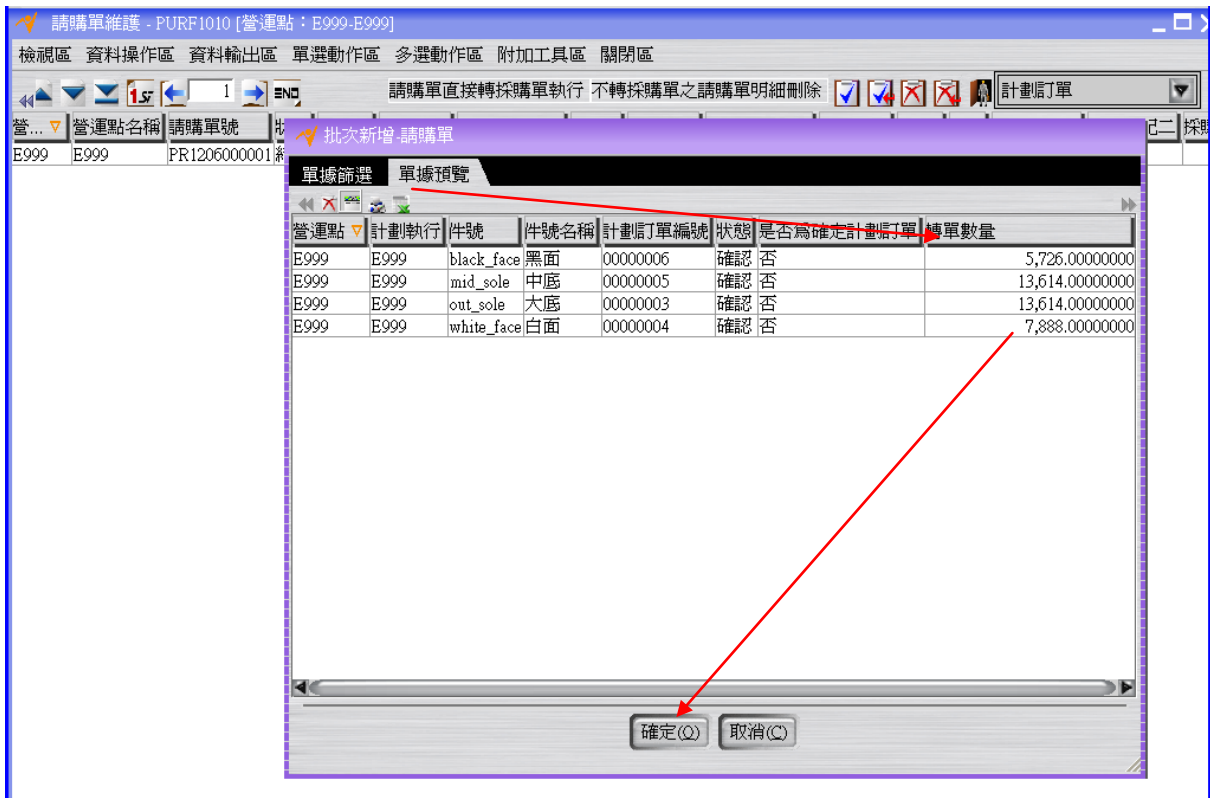 請購單維護 - PURF1010 [營運點：E999-E999]
檢視區 資料操作區 資料輸出區 單選動作區 多選動作區 附加工具區 關閉區
1ST 1 END 請購單直接轉採購單執行 不轉採購單之請購單明細刪除 計劃訂單
營... 營運點名稱 請購單號
E999 E999 PR1206000001
批次新增-請購單
單據篩選 單據預覽
營運點 計劃執行 件號 件號名稱 計劃訂單編號 狀態 是否為確定計劃訂單 轉單數量
E999 E999 black_face 黑面 00000006 確認 否 5,726.00000000
E999 E999 mid_sole 中底 00000005 確認 否 13,614.00000000
E999 E999 out_sole 大底 00000003 確認 否 13,614.00000000
E999 E999 white_face 白面 00000004 確認 否 7,888.00000000
確定(O) 取消(C)